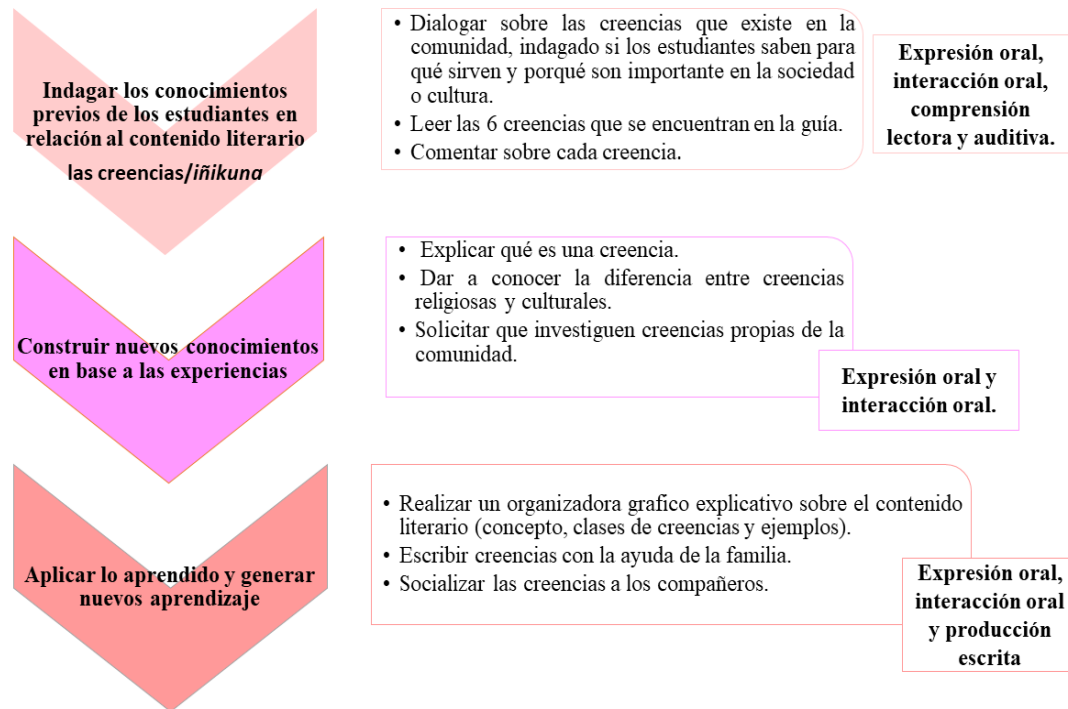 Indagar los conocimientos
previos de los estudiantes en
relación al contenido literario
las creencias/iñikuna
• Dialogar sobre las creencias que existe en la
comunidad, indagado si los estudiantes saben para
qué sirven y porqué son importante en la sociedad
o cultura.
• Leer las 6 creencias que se encuentran en la guía.
• Comentar sobre cada creencia.
Expresión oral,
interacción oral,
comprensión
lectora y auditiva.
Construir nuevos conocimientos
en base a las experiencias
• Explicar qué es una creencia.
• Dar a conocer la diferencia entre creencias
religiosas y culturales.
• Solicitar que investiguen creencias propias de la
comunidad.
Expresión oral y
interacción oral.
Aplicar lo aprendido y generar
nuevos aprendizaje
• Realizar un organizadora grafico explicativo sobre el contenido
literario (concepto, clases de creencias y ejemplos).
• Escribir creencias con la ayuda de la familia.
• Socializar las creencias a los compañeros.
Expresión oral,
interacción oral
y producción
escrita